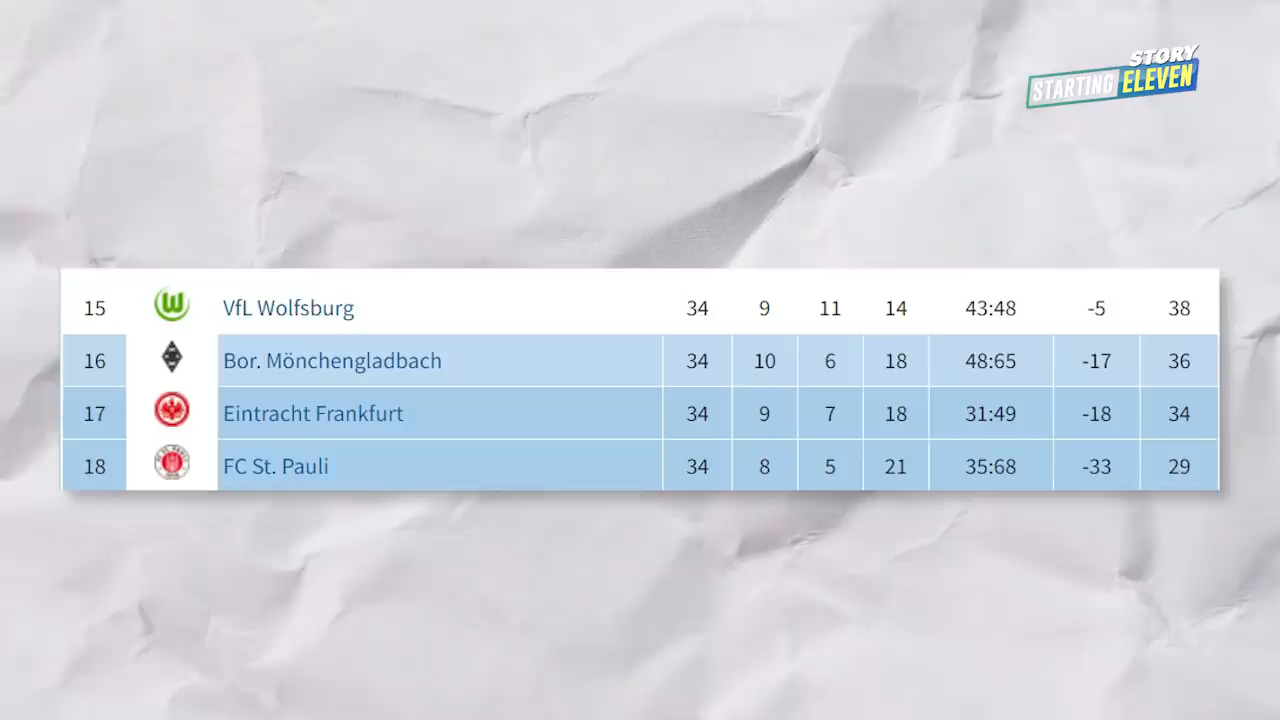 STORY
STARTING ELEVEN
15 VfL Wolfsburg 34 9 11 14 43:48 -5 38
16 Bor. Mönchengladbach 34 10 6 18 48:65 -17 36
17 Eintracht Frankfurt 34 9 7 18 31:49 -18 34
18 FC St. Pauli 34 8 5 21 35:68 -33 29